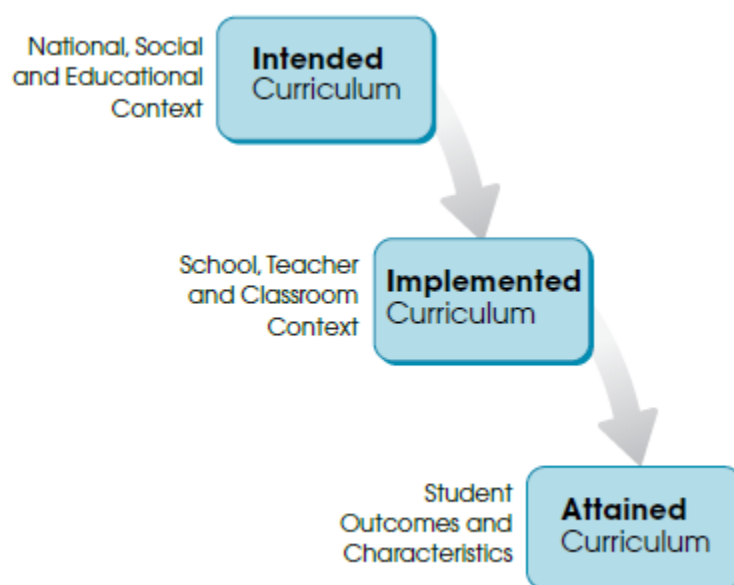 National, Social
and Educational
Context
Intended
Curriculum
School, Teacher
and Classroom
Context
Implemented
Curriculum
Student
Outcomes and
Characteristics
Attained
Curriculum